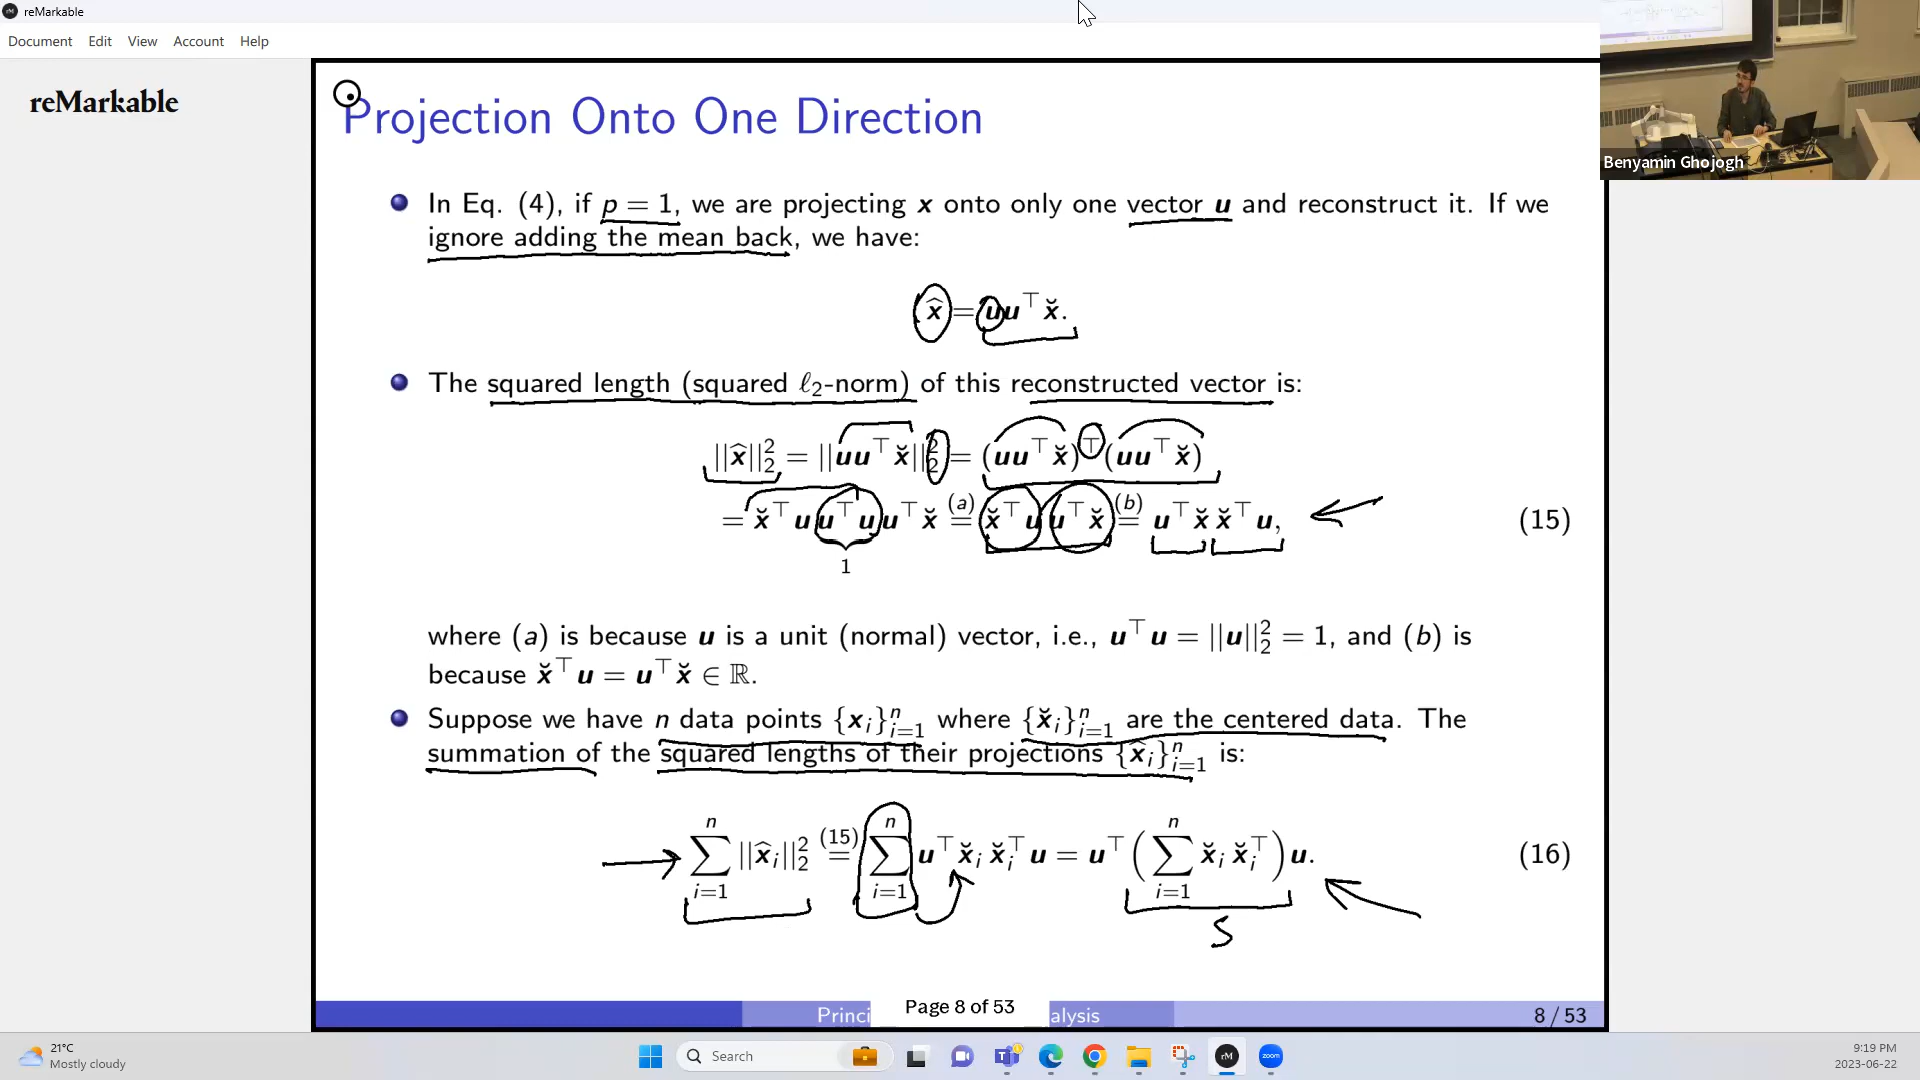 reMarkable
Document Edit View Account Help
reMarkable
Benyamin Ghojogh
Projection Onto One Direction
In Eq. (4), if p = 1, we are projecting x onto only one vector u and reconstruct it. If we
ignore adding the mean back, we have:
x̂ = uu⊤x̆.
The squared length (squared ℓ₂-norm) of this reconstructed vector is:
||x̂||₂² = ||uu⊤x̆||₂² = (uu⊤x̆)⊤(uu⊤x̆)
= x̆⊤u u⊤u u⊤x̆ (a)= x̆⊤u u⊤x̆ (b)= u⊤x̆ x̆⊤u, (15)
1
where (a) is because u is a unit (normal) vector, i.e., u⊤u = ||u||₂² = 1, and (b) is
because x̆⊤u = u⊤x̆ ∈ ℝ.
Suppose we have n data points {xᵢ}ⁿᵢ₌₁ where {x̆ᵢ}ⁿᵢ₌₁ are the centered data. The
summation of the squared lengths of their projections {x̂ᵢ}ⁿᵢ₌₁ is:
∑ⁿᵢ₌₁ ||x̂ᵢ||₂² (15)= ∑ⁿᵢ₌₁ u⊤x̆ᵢ x̆ᵢ⊤u = u⊤(∑ⁿᵢ₌₁ x̆ᵢ x̆ᵢ⊤)u. (16)
S
Princi Page 8 of 53 alysis 8 / 53
21°C
Mostly cloudy
Search
zoom
9:19 PM
2023-06-22